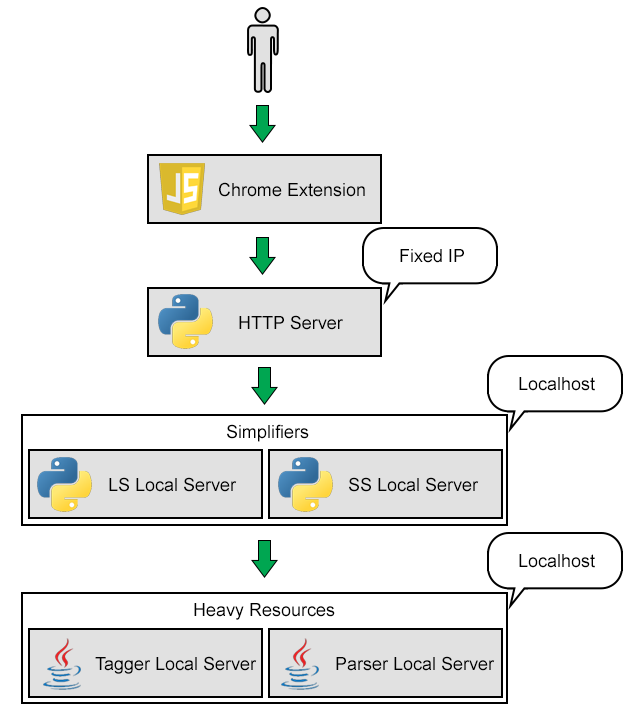 JS
Chrome Extension
Fixed IP
HTTP Server
Localhost
Simplifiers
LS Local Server
SS Local Server
Localhost
Heavy Resources
Tagger Local Server
Parser Local Server